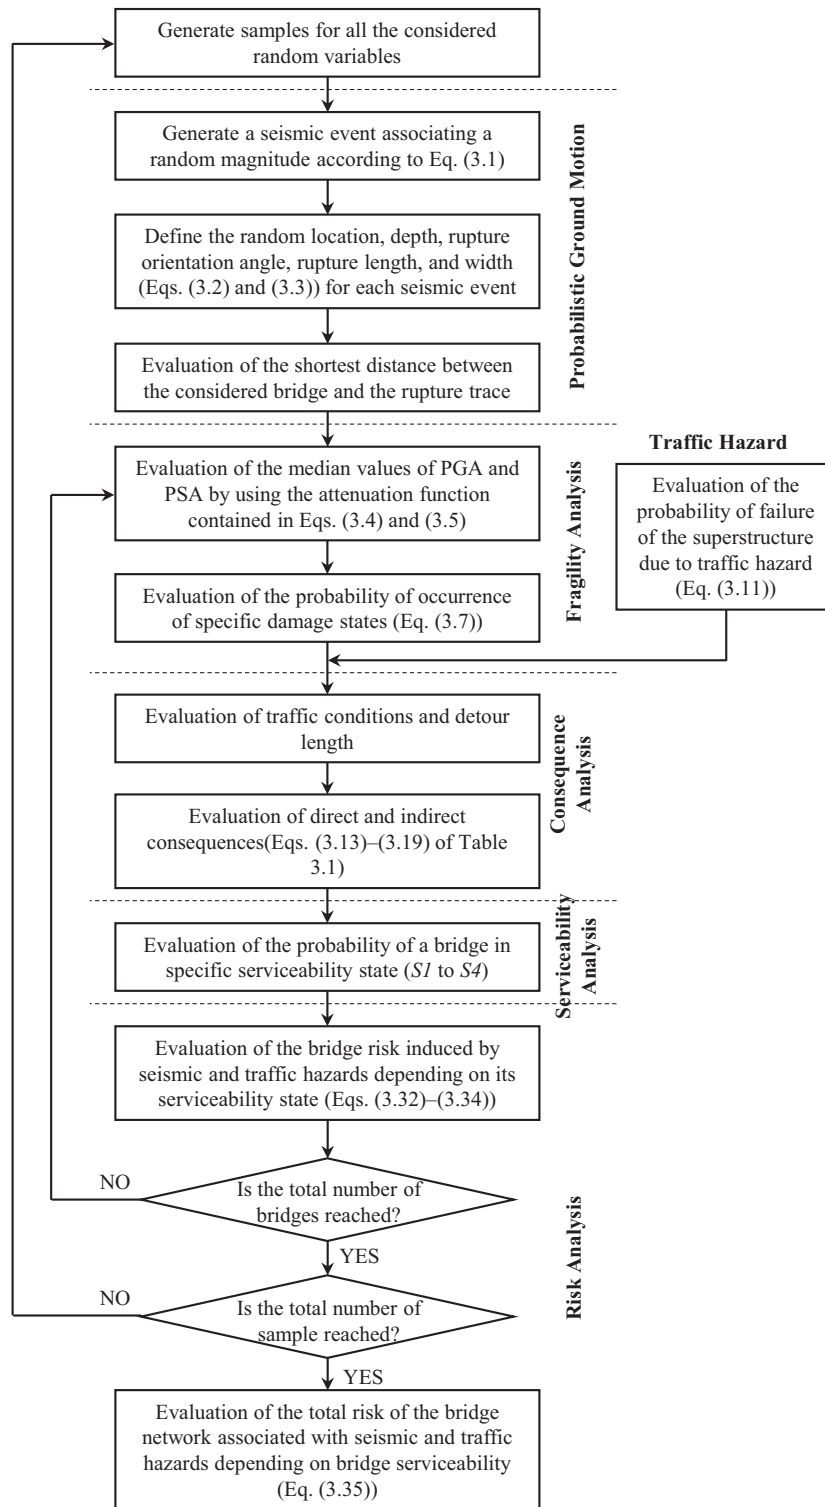 Generate samples for all the considered
random variables
Generate a seismic event associating a
random magnitude according to Eq. (3.1)
Define the random location, depth, rupture
orientation angle, rupture length, and width
(Eqs. (3.2) and (3.3)) for each seismic event
Evaluation of the shortest distance between
the considered bridge and the rupture trace
Probabilistic Ground Motion
Evaluation of the median values of PGA and
PSA by using the attenuation function
contained in Eqs. (3.4) and (3.5)
Evaluation of the probability of occurrence
of specific damage states (Eq. (3.7))
Fragility Analysis
Traffic Hazard
Evaluation of the
probability of failure
of the superstructure
due to traffic hazard
(Eq. (3.11))
Evaluation of traffic conditions and detour
length
Evaluation of direct and indirect
consequences(Eqs. (3.13)–(3.19) of Table
3.1)
Consequence
Analysis
Evaluation of the probability of a bridge in
specific serviceability state (S1 to S4)
Serviceability
Analysis
Evaluation of the bridge risk induced by
seismic and traffic hazards depending on its
serviceability state (Eqs. (3.32)–(3.34))
NO
Is the total number of
bridges reached?
YES
NO
Is the total number of
sample reached?
YES
Risk Analysis
Evaluation of the total risk of the bridge
network associated with seismic and traffic
hazards depending on bridge serviceability
(Eq. (3.35))